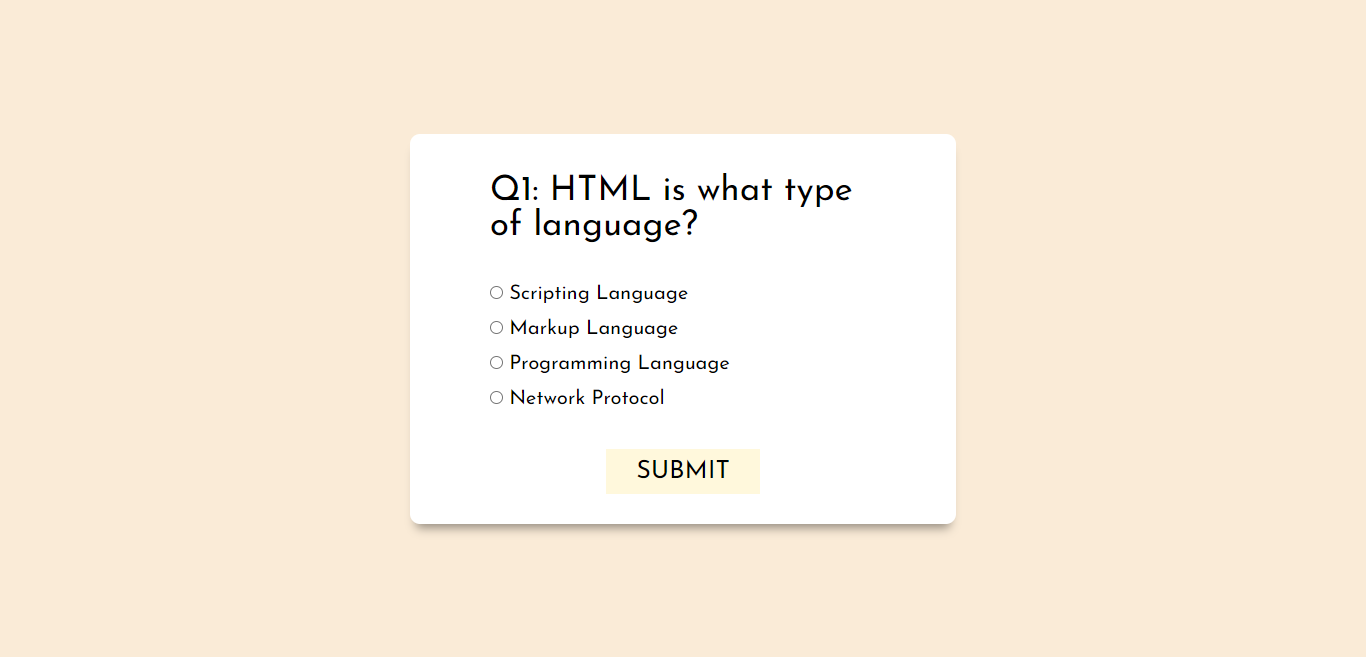 Q1: HTML is what type
of language?
Scripting Language
Markup Language
Programming Language
Network Protocol
SUBMIT